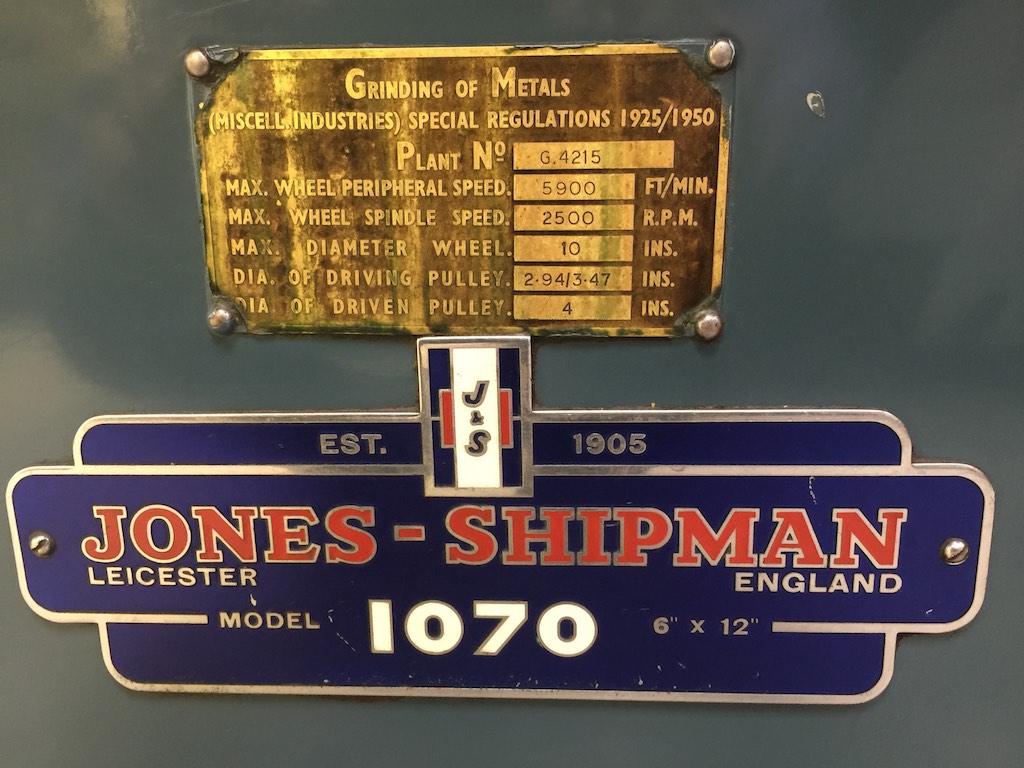 GRINDING OF METALS
(MISCELL. INDUSTRIES) SPECIAL REGULATIONS 1925/1950
PLANT Nº G.4215
MAX. WHEEL PERIPHERAL SPEED. 5900 FT/MIN.
MAX. WHEEL SPINDLE SPEED. 2500 R.P.M.
MAX. DIAMETER WHEEL. 10 INS.
DIA. OF DRIVING PULLEY. 2·94/3·47 INS.
DIA. OF DRIVEN PULLEY. 4 INS.
J&S
EST. 1905
JONES-SHIPMAN
LEICESTER ENGLAND
MODEL 1070 6" X 12"